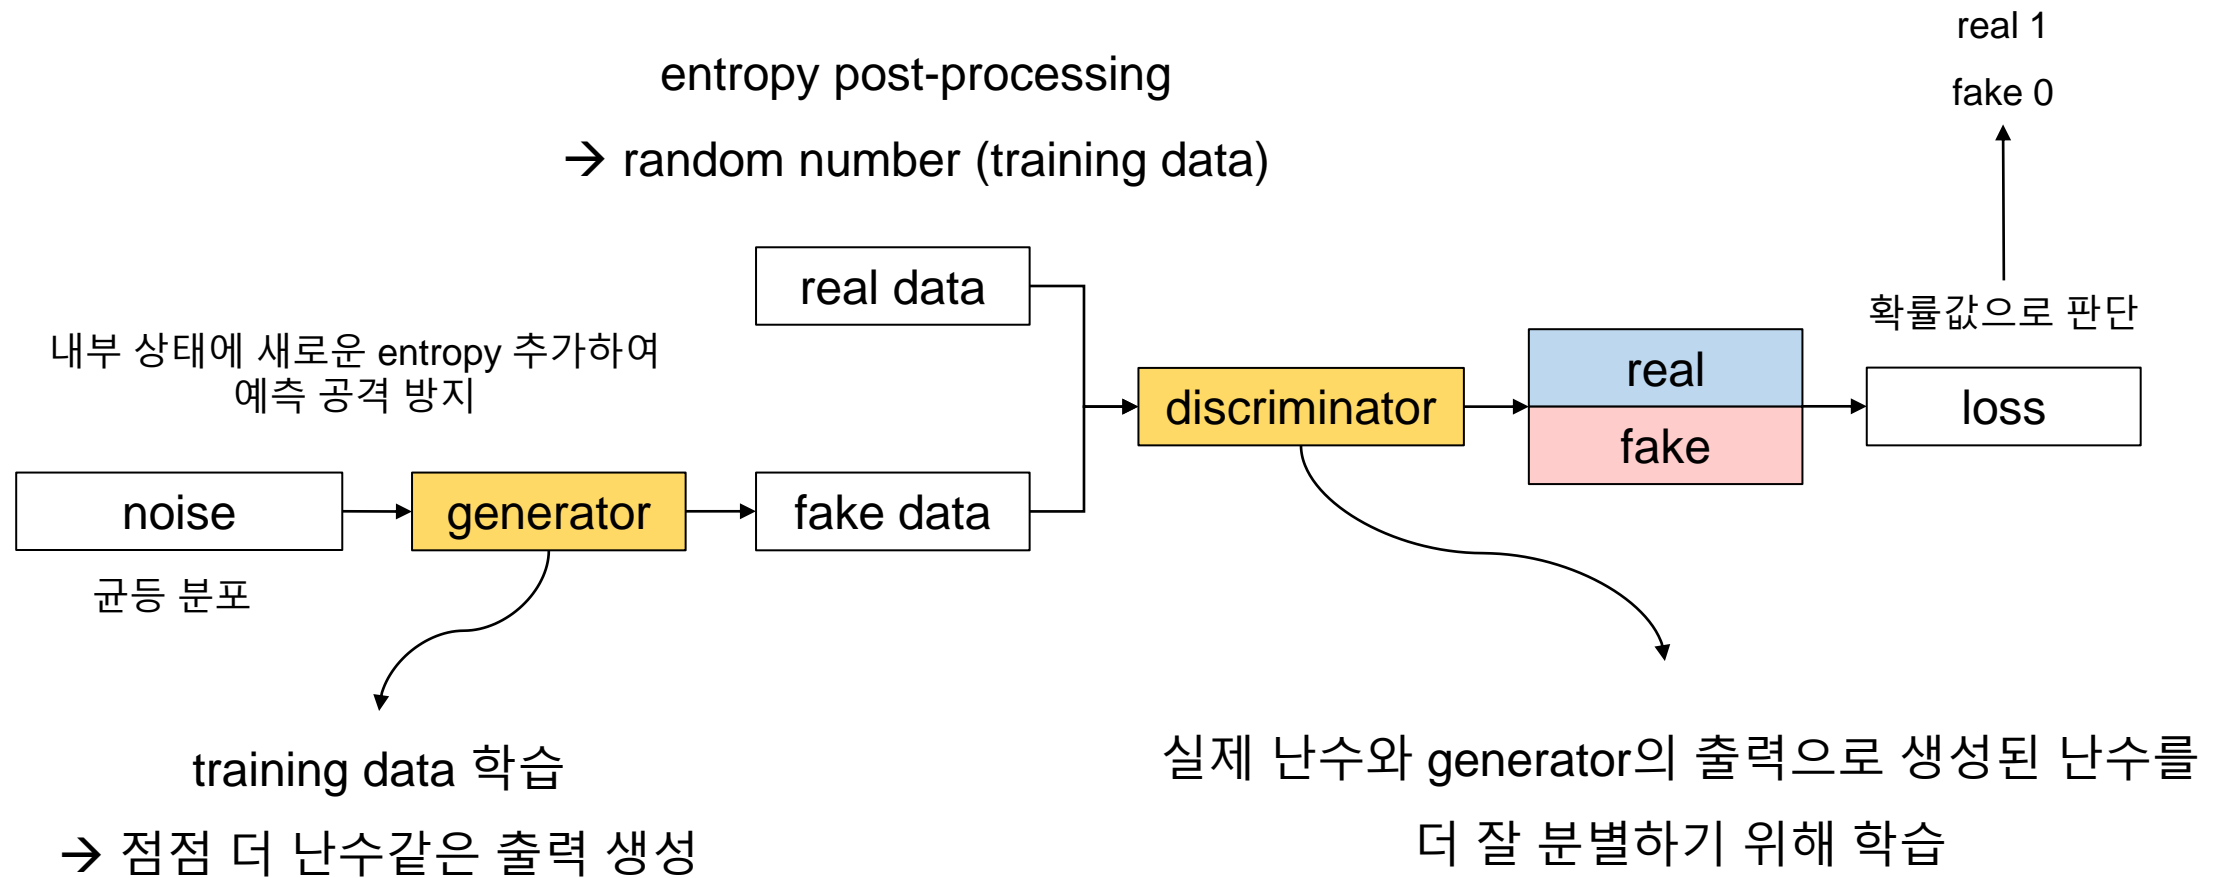 real 1
fake 0
entropy post-processing
→ random number (training data)
real data
확률값으로 판단
내부 상태에 새로운 entropy 추가하여
예측 공격 방지
real
discriminator
loss
fake
noise
generator
fake data
균등 분포
training data 학습
→ 점점 더 난수같은 출력 생성
실제 난수와 generator의 출력으로 생성된 난수를
더 잘 분별하기 위해 학습